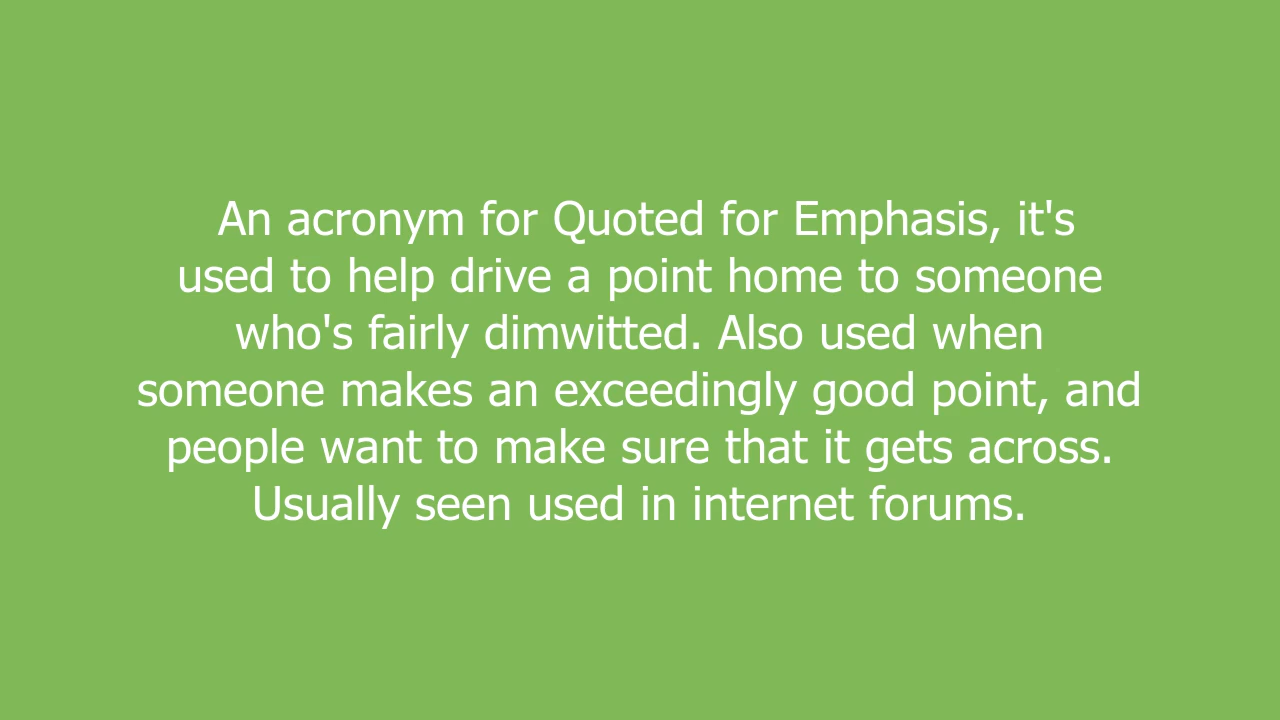 An acronym for Quoted for Emphasis, it's
used to help drive a point home to someone
who's fairly dimwitted. Also used when
someone makes an exceedingly good point, and
people want to make sure that it gets across.
Usually seen used in internet forums.